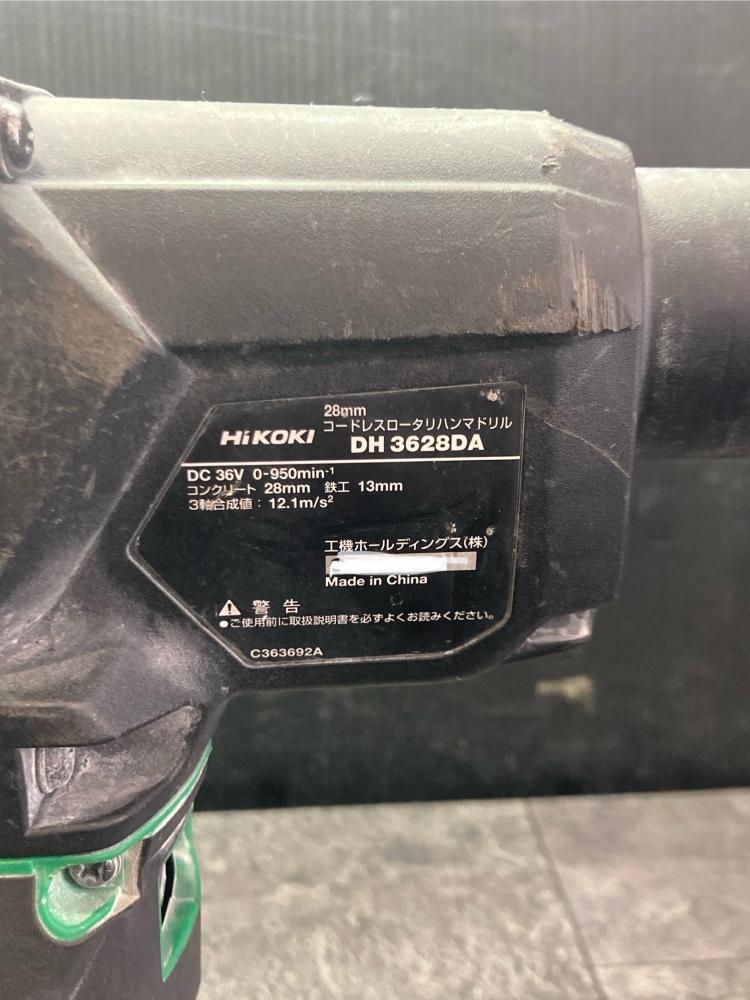 28mm
コードレスロータリハンマドリル
HiKOKI DH 3628DA
DC 36V 0-950min⁻¹
コンクリート 28mm 鉄工 13mm
3軸合成値：12.1m/s²
工機ホールディングス(株)
Made in China
⚠ 警告
●ご使用前に取扱説明書を必ずよくお読みください。
C363692A